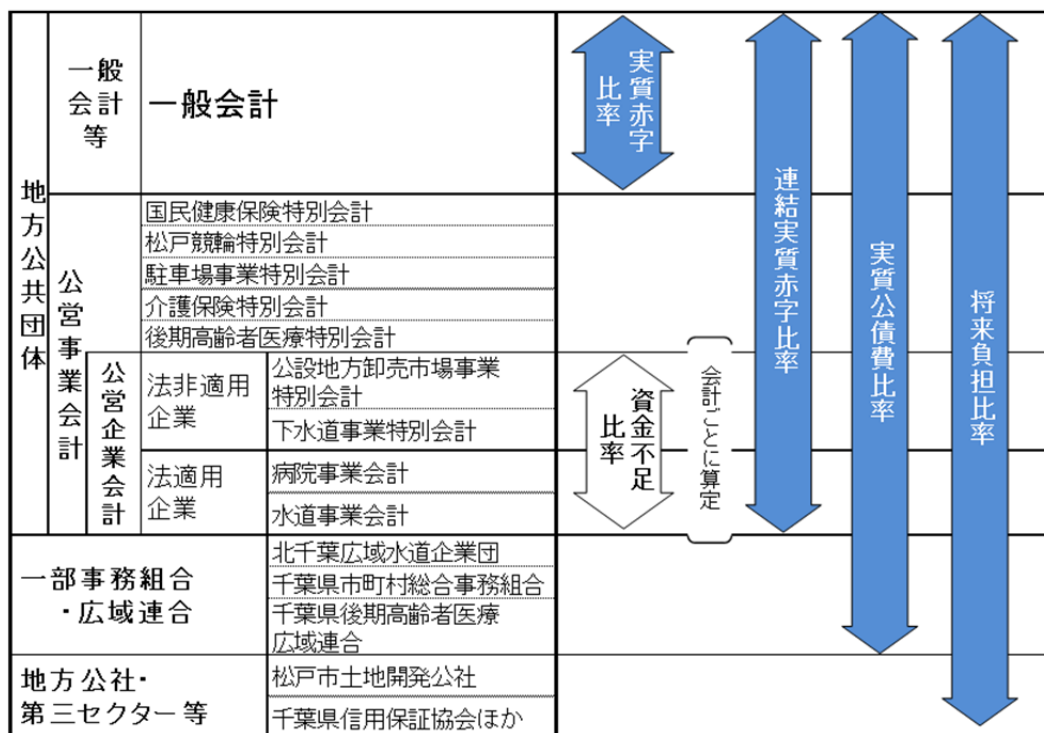 地方公共団体
一般
会計
等
一般会計
公営事業会計
国民健康保険特別会計
松戸競輪特別会計
駐車場事業特別会計
介護保険特別会計
後期高齢者医療特別会計
公営企業会計
法非適用
企業
公設地方卸売市場事業
特別会計
下水道事業特別会計
法適用
企業
病院事業会計
水道事業会計
一部事務組合
・広域連合
北千葉広域水道企業団
千葉県市町村総合事務組合
千葉県後期高齢者医療
広域連合
地方公社・
第三セクター等
松戸市土地開発公社
千葉県信用保証協会ほか
実質赤字
比率
資金不足
比率
会計ごとに算定
連結実質赤字比率
実質公債費比率
将来負担比率